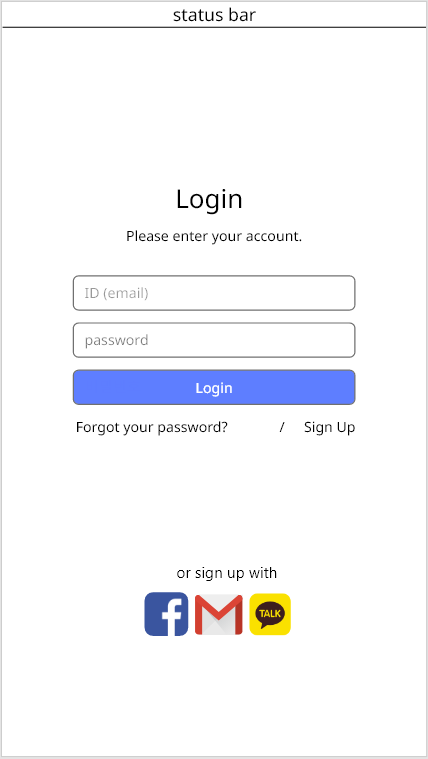 status bar
Login
Please enter your account.
ID (email)
password
Login
Forgot your password? / Sign Up
or sign up with
TALK